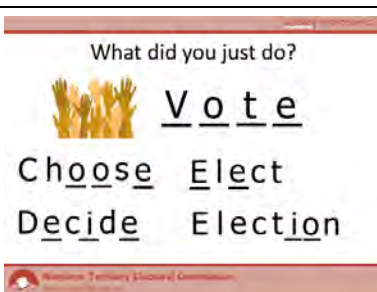 What did you just do?
Vote
Choose Elect
Decide Election
Northern Territory Electoral Commission